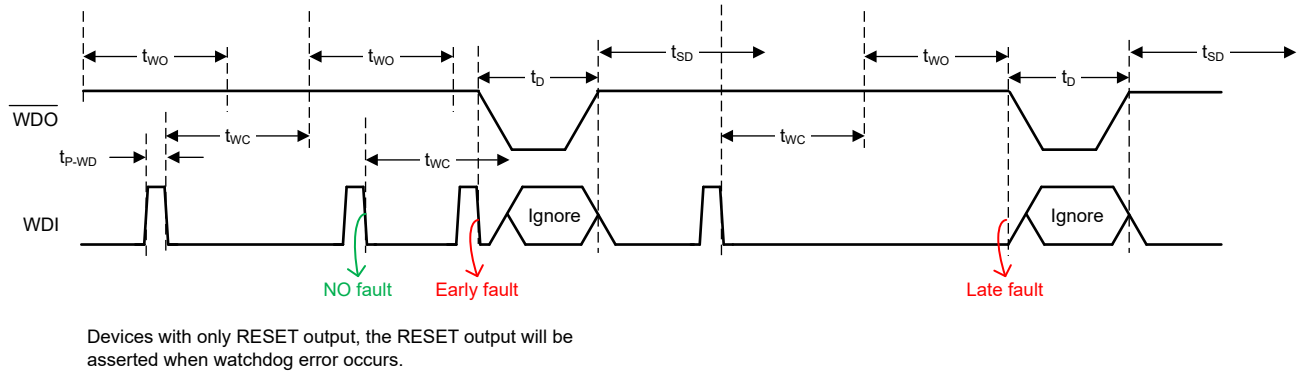 tWO
tWO
tD
tSD
tWO
tD
tSD
WDO
tWC
tWC
tWC
tP-WD
WDI
Ignore
Ignore
NO fault
Early fault
Late fault
Devices with only RESET output, the RESET output will be
asserted when watchdog error occurs.